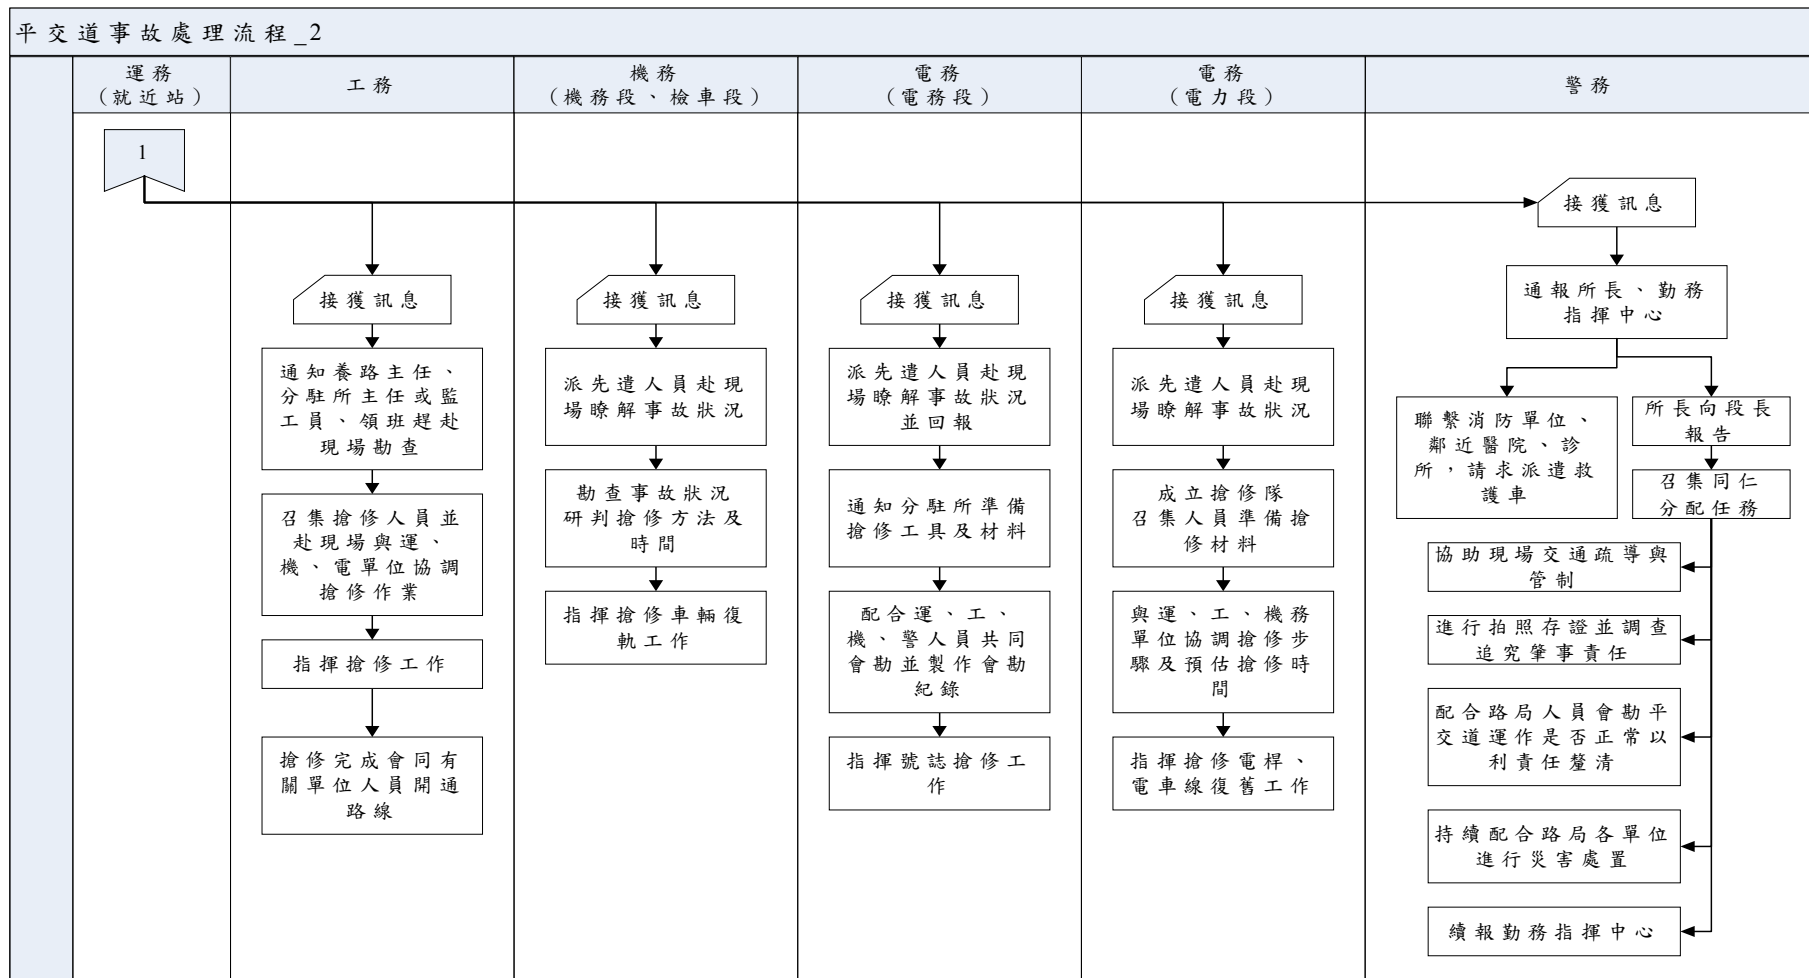 平交道事故處理流程_2
運務
(就近站)
工務
機務
(機務段、檢車段)
電務
(電務段)
電務
(電力段)
警務
1
接獲訊息
通知養路主任、
分駐所主任或監
工員、領班趕赴
現場勘查
召集搶修人員並
赴現場與運、
機、電單位協調
搶修作業
指揮搶修工作
搶修完成會同有
關單位人員開通
路線
接獲訊息
派先遣人員赴現
場瞭解事故狀況
勘查事故狀況
研判搶修方法及
時間
指揮搶修車輛復
軌工作
接獲訊息
派先遣人員赴現
場瞭解事故狀況
並回報
通知分駐所準備
搶修工具及材料
配合運、工、
機、警人員共同
會勘並製作會勘
紀錄
指揮號誌搶修工
作
接獲訊息
派先遣人員赴現
場瞭解事故狀況
成立搶修隊
召集人員準備搶
修材料
與運、工、機務
單位協調搶修步
驟及預估搶修時
間
指揮搶修電桿、
電車線復舊工作
接獲訊息
通報所長、勤務
指揮中心
聯繫消防單位、
鄰近醫院、診
所，請求派遣救
護車
所長向段長
報告
召集同仁
分配任務
協助現場交通疏導與
管制
進行拍照存證並調查
追究肇事責任
配合路局人員會勘平
交道運作是否正常以
利責任釐清
持續配合路局各單位
進行災害處置
續報勤務指揮中心